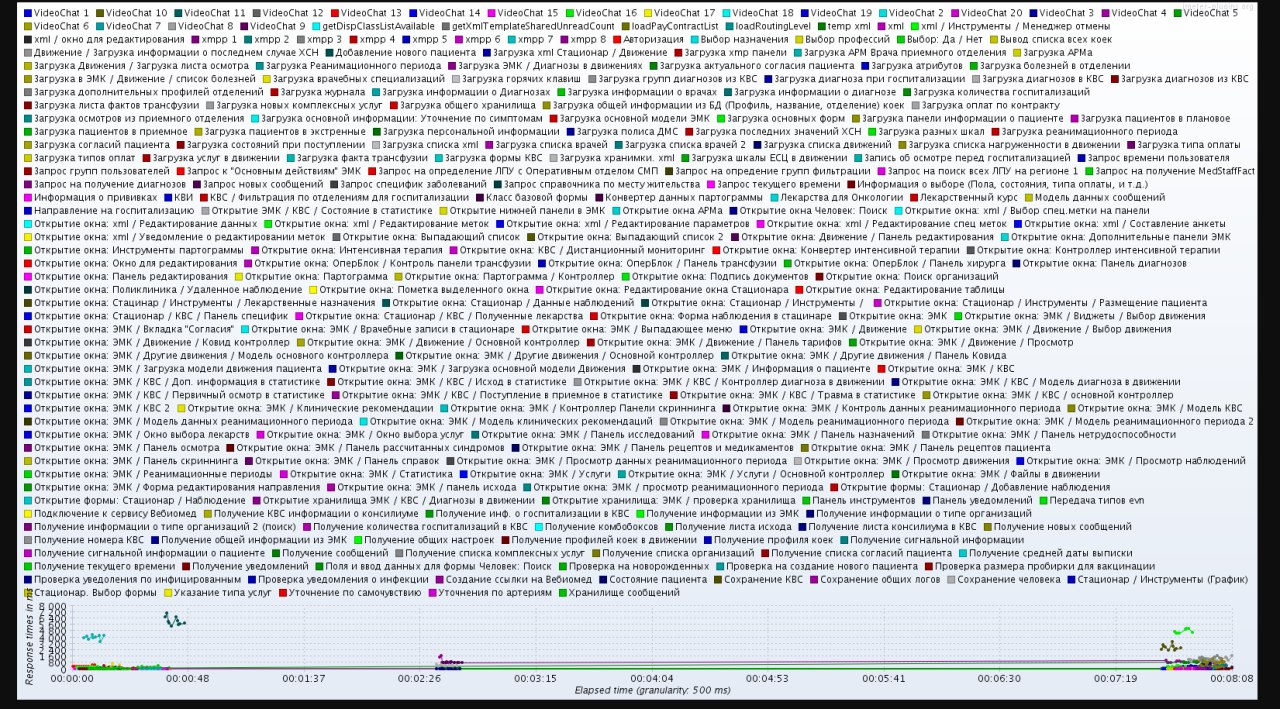 VideoChat 1 VideoChat 10 VideoChat 11 VideoChat 12 VideoChat 13 VideoChat 14 VideoChat 15 VideoChat 16 VideoChat 17 VideoChat 18 VideoChat 19 VideoChat 2 VideoChat 20 VideoChat 3 VideoChat 4 VideoChat 5
VideoChat 6 VideoChat 7 VideoChat 8 VideoChat 9 getDispClassListAvailable getXmlTemplateSharedUnreadCount loadPayContractList loadRoutingLevel temp xml xml xml / Инструменты / Менеджер отмены
xml / окно для редактирования xmpp 1 xmpp 2 xmpp 3 xmpp 4 xmpp 5 xmpp 6 xmpp 7 xmpp 8 Авторизация Выбор назначения Выбор профессий Выбор: Да / Нет Вывод списка всех коек
Движение / Загрузка информации о последнем случае ХСН Добавление нового пациента Загрузка xml Стационар / Движение Загрузка xmp панели Загрузка АРМ Врача приемного отделения Загрузка АРМа
Загрузка Движения / Загрузка листа осмотра Загрузка Реанимационного периода Загрузка ЭМК / Диагнозы в движениях Загрузка актуального согласия пациента Загрузка атрибутов Загрузка болезней в отделении
Загрузка в ЭМК / Движение / список болезней Загрузка врачебных специализаций Загрузка горячих клавиш Загрузка групп диагнозов из КВС Загрузка диагноза при госпитализации Загрузка диагнозов в КВС Загрузка диагнозов из КВС
Загрузка дополнительных профилей отделений Загрузка журнала Загрузка информации о Диагнозах Загрузка информации о врачах Загрузка информации о диагнозе Загрузка количества госпитализаций
Загрузка листа фактов трансфузии Загрузка новых комплексных услуг Загрузка общего хранилища Загрузка общей информации из БД (Профиль, название, отделение) коек Загрузка оплат по контракту
Загрузка осмотров из приемного отделения Загрузка основной информации: Уточнение по симптомам Загрузка основной модели ЭМК Загрузка основных форм Загрузка панели информации о пациенте Загрузка пациентов в плановое
Загрузка пациентов в приемное Загрузка пациентов в экстренные Загрузка персональной информации Загрузка полиса ДМС Загрузка последних значений ХСН Загрузка разных шкал Загрузка реанимационного периода
Загрузка согласий пациента Загрузка состояний при поступлении Загрузка списка xml Загрузка списка врачей Загрузка списка врачей 2 Загрузка списка движений Загрузка списка нагруженности в движении Загрузка типа оплаты
Загрузка типов оплат Загрузка услуг в движении Загрузка факта трансфузии Загрузка формы КВС Загрузка хранимки. xml Загрузка шкалы ЕСЦ в движении Запись об осмотре перед госпитализацией Запрос времени пользователя
Запрос групп пользователей Запрос к "Основным действиям" ЭМК Запрос на определение ЛПУ с Оперативным отделом СМП Запрос на опредение групп фильтрации Запрос на поиск всех ЛПУ на регионе 1 Запрос на получение MedStaffFact
Запрос на получение диагнозов Запрос новых сообщений Запрос специфик заболеваний Запрос справочника по месту жительства Запрос текущего времени Информация о выборе (Пола, состояния, типа оплаты, и т.д.)
Информация о прививках КВИ КВС / Фильтрация по отделениям для госпитализации Класс базовой формы Конвертер данных партограммы Лекарства для Онкологии Лекарственный курс Модель данных сообщений
Направление на госпитализацию Открытие ЭМК / КВС / Состояние в статистике Открытие нижней панели в ЭМК Открытие окна АРМа Открытие окна Человек: Поиск Открытие окна: xml / Выбор спец.метки на панели
Открытие окна: xml / Редактирование данных Открытие окна: xml / Редактирование меток Открытие окна: xml / Редактирование параметров Открытие окна: xml / Редактирование спец меток Открытие окна: xml / Составление анкеты
Открытие окна: xml / Уведомление о редактировании меток Открытие окна: Выпадающий список Открытие окна: Выпадающий список 2 Открытие окна: Движение / Панель редактирования Открытие окна: Дополнительные панели ЭМК
Открытие окна: Инструменты партограммы Открытие окна: Интенсивная терапия Открытие окна: КВС / Дистанционный мониторинг Открытие окна: Конвертер интенсивной терапии Открытие окна: Контроллер интенсивной терапии
Открытие окна: Окно для редактирования Открытие окна: ОперБлок / Контроль панели трансфузии Открытие окна: ОперБлок / Панель трансфузии Открытие окна: ОперБлок / Панель хирурга Открытие окна: Панель диагнозов
Открытие окна: Панель редактирования Открытие окна: Партограмма Открытие окна: Партограмма / Контроллер Открытие окна: Подпись документов Открытие окна: Поиск организаций
Открытие окна: Поликлиника / Удаленное наблюдение Открытие окна: Пометка выделенного окна Открытие окна: Редактирование окна Стационара Открытие окна: Редактирование таблицы
Открытие окна: Стацинар / Инструменты / Лекарственные назначения Открытие окна: Стационар / Данные наблюдений Открытие окна: Стационар / Инструменты / Открытие окна: Стационар / Инструменты / Размещение пациента
Открытие окна: Стационар / КВС / Панель специфик Открытие окна: Стационар / КВС / Полученные лекарства Открытие окна: Форма наблюдения в стацинаре Открытие окна: ЭМК Открытие окна: ЭМК / Виджеты / Выбор движения
Открытие окна: ЭМК / Вкладка "Согласия" Открытие окна: ЭМК / Врачебные записи в стационаре Открытие окна: ЭМК / Выпадающее меню Открытие окна: ЭМК / Движение Открытие окна: ЭМК / Движение / Выбор движения
Открытие окна: ЭМК / Движение / Ковид контроллер Открытие окна: ЭМК / Движение / Основной контроллер Открытие окна: ЭМК / Движение / Панель тарифов Открытие окна: ЭМК / Движение / Просмотр
Открытие окна: ЭМК / Другие движения / Модель основного контроллера Открытие окна: ЭМК / Другие движения / Основной контроллер Открытие окна: ЭМК / Другие движения / Панель Ковида
Открытие окна: ЭМК / Загрузка модели движения пациента Открытие окна: ЭМК / Загрузка основной модели Движения Открытие окна: ЭМК / Информация о пациенте Открытие окна: ЭМК / КВС
Открытие окна: ЭМК / КВС / Доп. информация в статистике Открытие окна: ЭМК / КВС / Исход в статистике Открытие окна: ЭМК / КВС / Контроллер диагноза в движении Открытие окна: ЭМК / КВС / Модель диагноза в движении
Открытие окна: ЭМК / КВС / Первичный осмотр в статистике Открытие окна: ЭМК / КВС / Поступление в приемное в статистике Открытие окна: ЭМК / КВС / Травма в статистике Открытие окна: ЭМК / КВС / основной контроллер
Открытие окна: ЭМК / КВС 2 Открытие окна: ЭМК / Клинические рекомендации Открытие окна: ЭМК / Контроллер Панели скриннинга Открытие окна: ЭМК / Контроль данных реанимационного периода Открытие окна: ЭМК / Модель КВС
Открытие окна: ЭМК / Модель данных реанимационного периода Открытие окна: ЭМК / Модель клинических рекомендаций Открытие окна: ЭМК / Модель реанимационного периода Открытие окна: ЭМК / Модель реанимационного периода 2
Открытие окна: ЭМК / Окно выбора лекарств Открытие окна: ЭМК / Окно выбора услуг Открытие окна: ЭМК / Панель исследований Открытие окна: ЭМК / Панель назначений Открытие окна: ЭМК / Панель нетрудоспособности
Открытие окна: ЭМК / Панель осмотра Открытие окна: ЭМК / Панель рассчитанных синдромов Открытие окна: ЭМК / Панель рецептов и медикаментов Открытие окна: ЭМК / Панель рецептов пациента
Открытие окна: ЭМК / Панель скрининга Открытие окна: ЭМК / Панель справок Открытие окна: ЭМК / Просмотр данных реанимационного периода Открытие окна: ЭМК / Просмотр движения Открытие окна: ЭМК / Просмотр наблюдений
Открытие окна: ЭМК / Реанимационные периоды Открытие окна: ЭМК / Статистика Открытие окна: ЭМК / Услуги Открытие окна: ЭМК / Услуги / Основной контроллер Открытие окна: ЭМК / Файлы в движении
Открытие окна: ЭМК / Форма редактирования направления Открытие окна: ЭМК / панель исхода Открытие окна: ЭМК / просмотр реанимационного периода Открытие формы: Стационар / Добавление наблюдения
Открытие формы: Стационар / Наблюдение Открытие хранилища ЭМК / КВС / Диагнозы в движении Открытие хранилища: ЭМК / проверка хранилища Панель инструментов Панель уведомлений Передача типов evn
Подключение к сервису Вебиомед Получение КВС информации о консилиуме Получение инф. о госпитализации в КВС Получение информации из ЭМК Получение информации о типе организаций
Получение информации о типе организаций 2 (поиск) Получение количества госпитализаций в КВС Получение комбобоксов Получение листа исхода Получение листа консилиума в КВС Получение новых сообщений
Получение номера КВС Получение общей информации из ЭМК Получение общих настроек Получение профилей коек в движении Получение профиля коек Получение сигнальной информации
Получение сигнальной информации о пациенте Получение сообщений Получение списка комплексных услуг Получение списка организаций Получение списка согласий пациента Получение средней даты выписки
Получение текущего времени Получение уведомлений Поля и ввод данных для формы Человек: Поиск Проверка на новорожденных Проверка на создание нового пациента Проверка размера пробирки для вакцинации
Проверка уведоления по инфицированным Проверка уведомления о инфекции Создание ссылки на Вебиомед Состояние пациента Сохранение КВС Сохранение общих логов Сохранение человека Стационар / Инструменты (График)
Стационар. Выбор формы Указание типа услуг Уточнение по самочувствию Уточнения по артериям Хранилище сообщений
8 000
800
0
Response times in
00:00:00 00:00:48 00:01:37 00:02:26 00:03:15 00:04:04 00:04:53 00:05:41 00:06:30 00:07:19 00:08:08
Elapsed time (granularity: 500 ms)